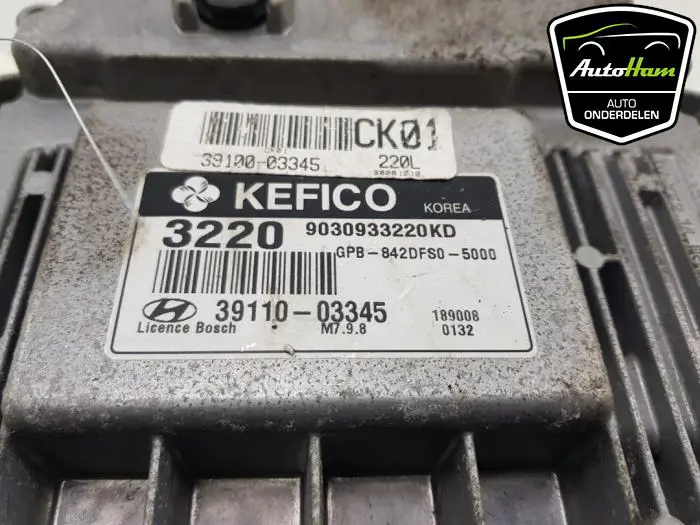 AutoHam
AUTO
ONDERDELEN
CK01
CK01
39100-03345
220L
KEFICO
KOREA
3220
9030933220KD
GPB-842DFS0-5000
39110-03345
189008
Licence Bosch
M7.9.8
0132